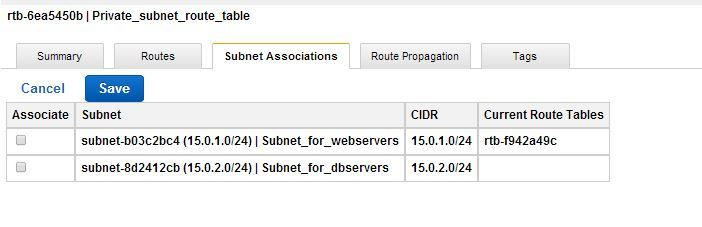 rtb-6ea5450b | Private_subnet_route_table
Summary Routes Subnet Associations Route Propagation Tags
Cancel Save
Associate Subnet CIDR Current Route Tables
subnet-b03c2bc4 (15.0.1.0/24) | Subnet_for_webservers 15.0.1.0/24 rtb-f942a49c
subnet-8d2412cb (15.0.2.0/24) | Subnet_for_dbservers 15.0.2.0/24